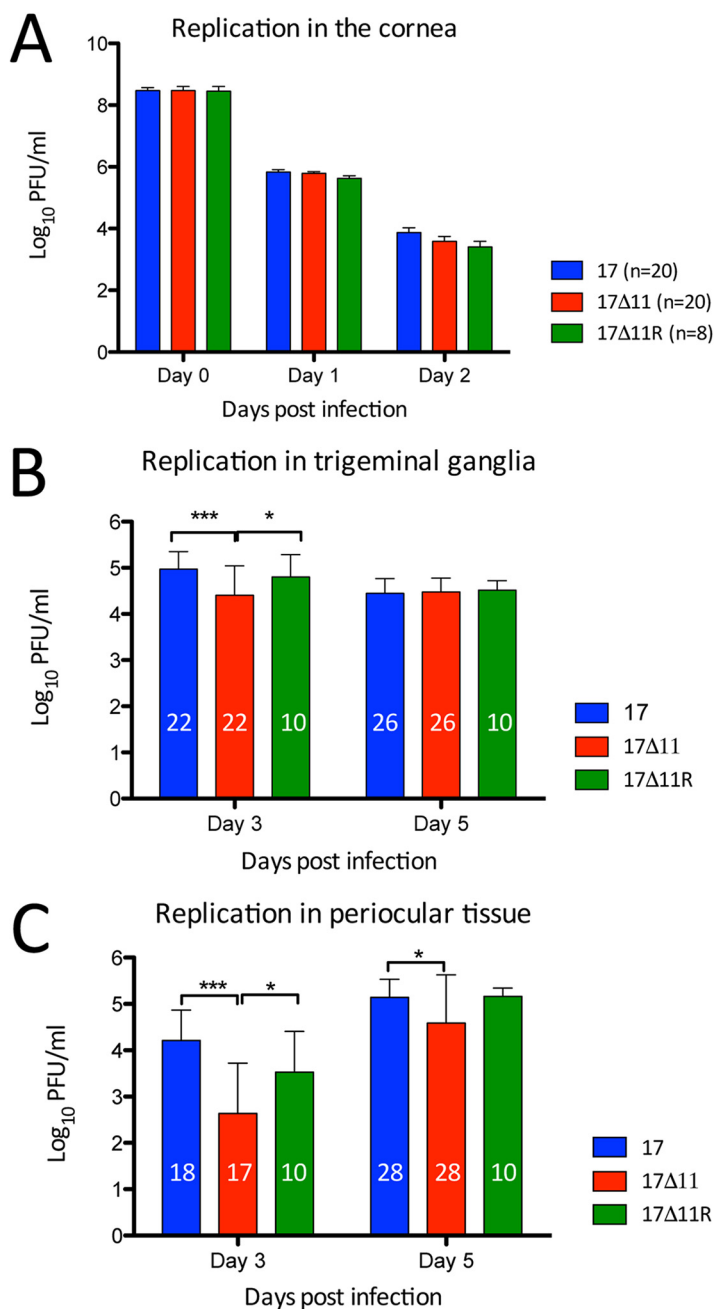 A
Replication in the cornea
Log10 PFU/ml
10
8
6
4
2
0
Day 0
Day 1
Day 2
Days post infection
17 (n=20)
17Δ11 (n=20)
17Δ11R (n=8)
B
Replication in trigeminal ganglia
Log10 PFU/ml
6
5
4
3
2
1
0
***
*
22
22
10
26
26
10
Day 3
Day 5
Days post infection
17
17Δ11
17Δ11R
C
Replication in periocular tissue
Log10 PFU/ml
6
5
4
3
2
1
0
***
*
*
18
17
10
28
28
10
Day 3
Day 5
Days post infection
17
17Δ11
17Δ11R